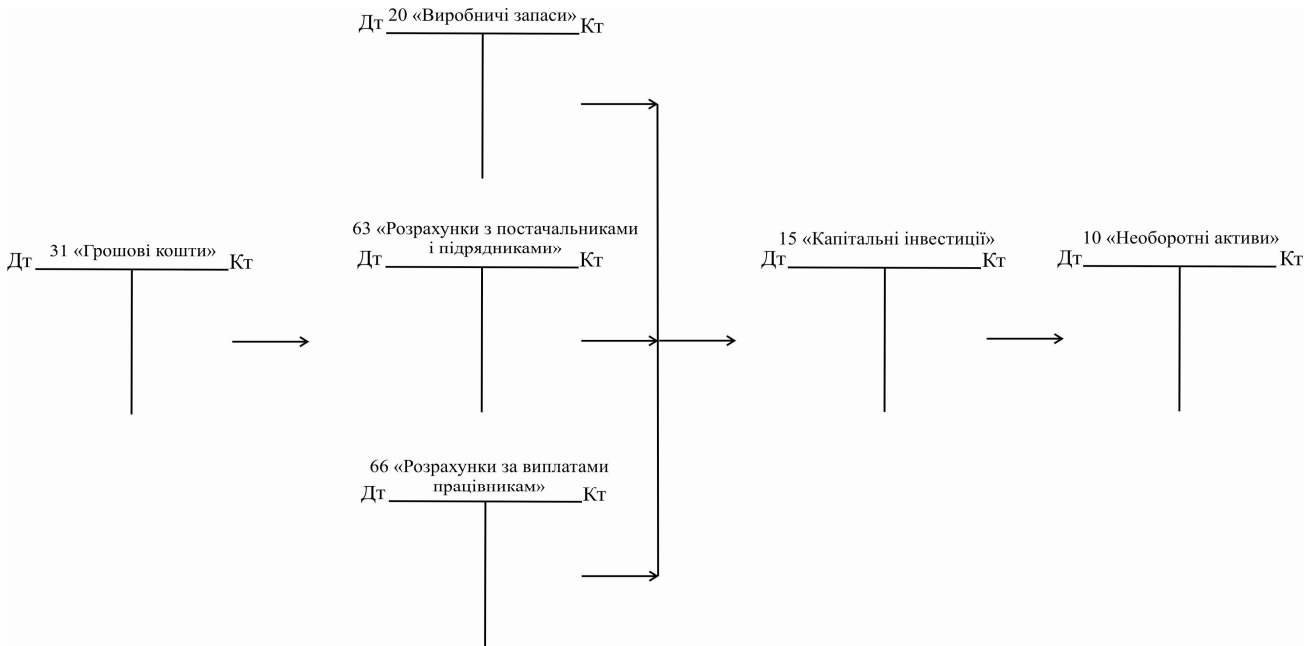 20 «Виробничі запаси»
Дт Кт
63 «Розрахунки з постачальниками
і підрядниками»
Дт Кт
31 «Грошові кошти»
Дт Кт
15 «Капітальні інвестиції»
Дт Кт
10 «Необоротні активи»
Дт Кт
66 «Розрахунки за виплатами
працівникам»
Дт Кт